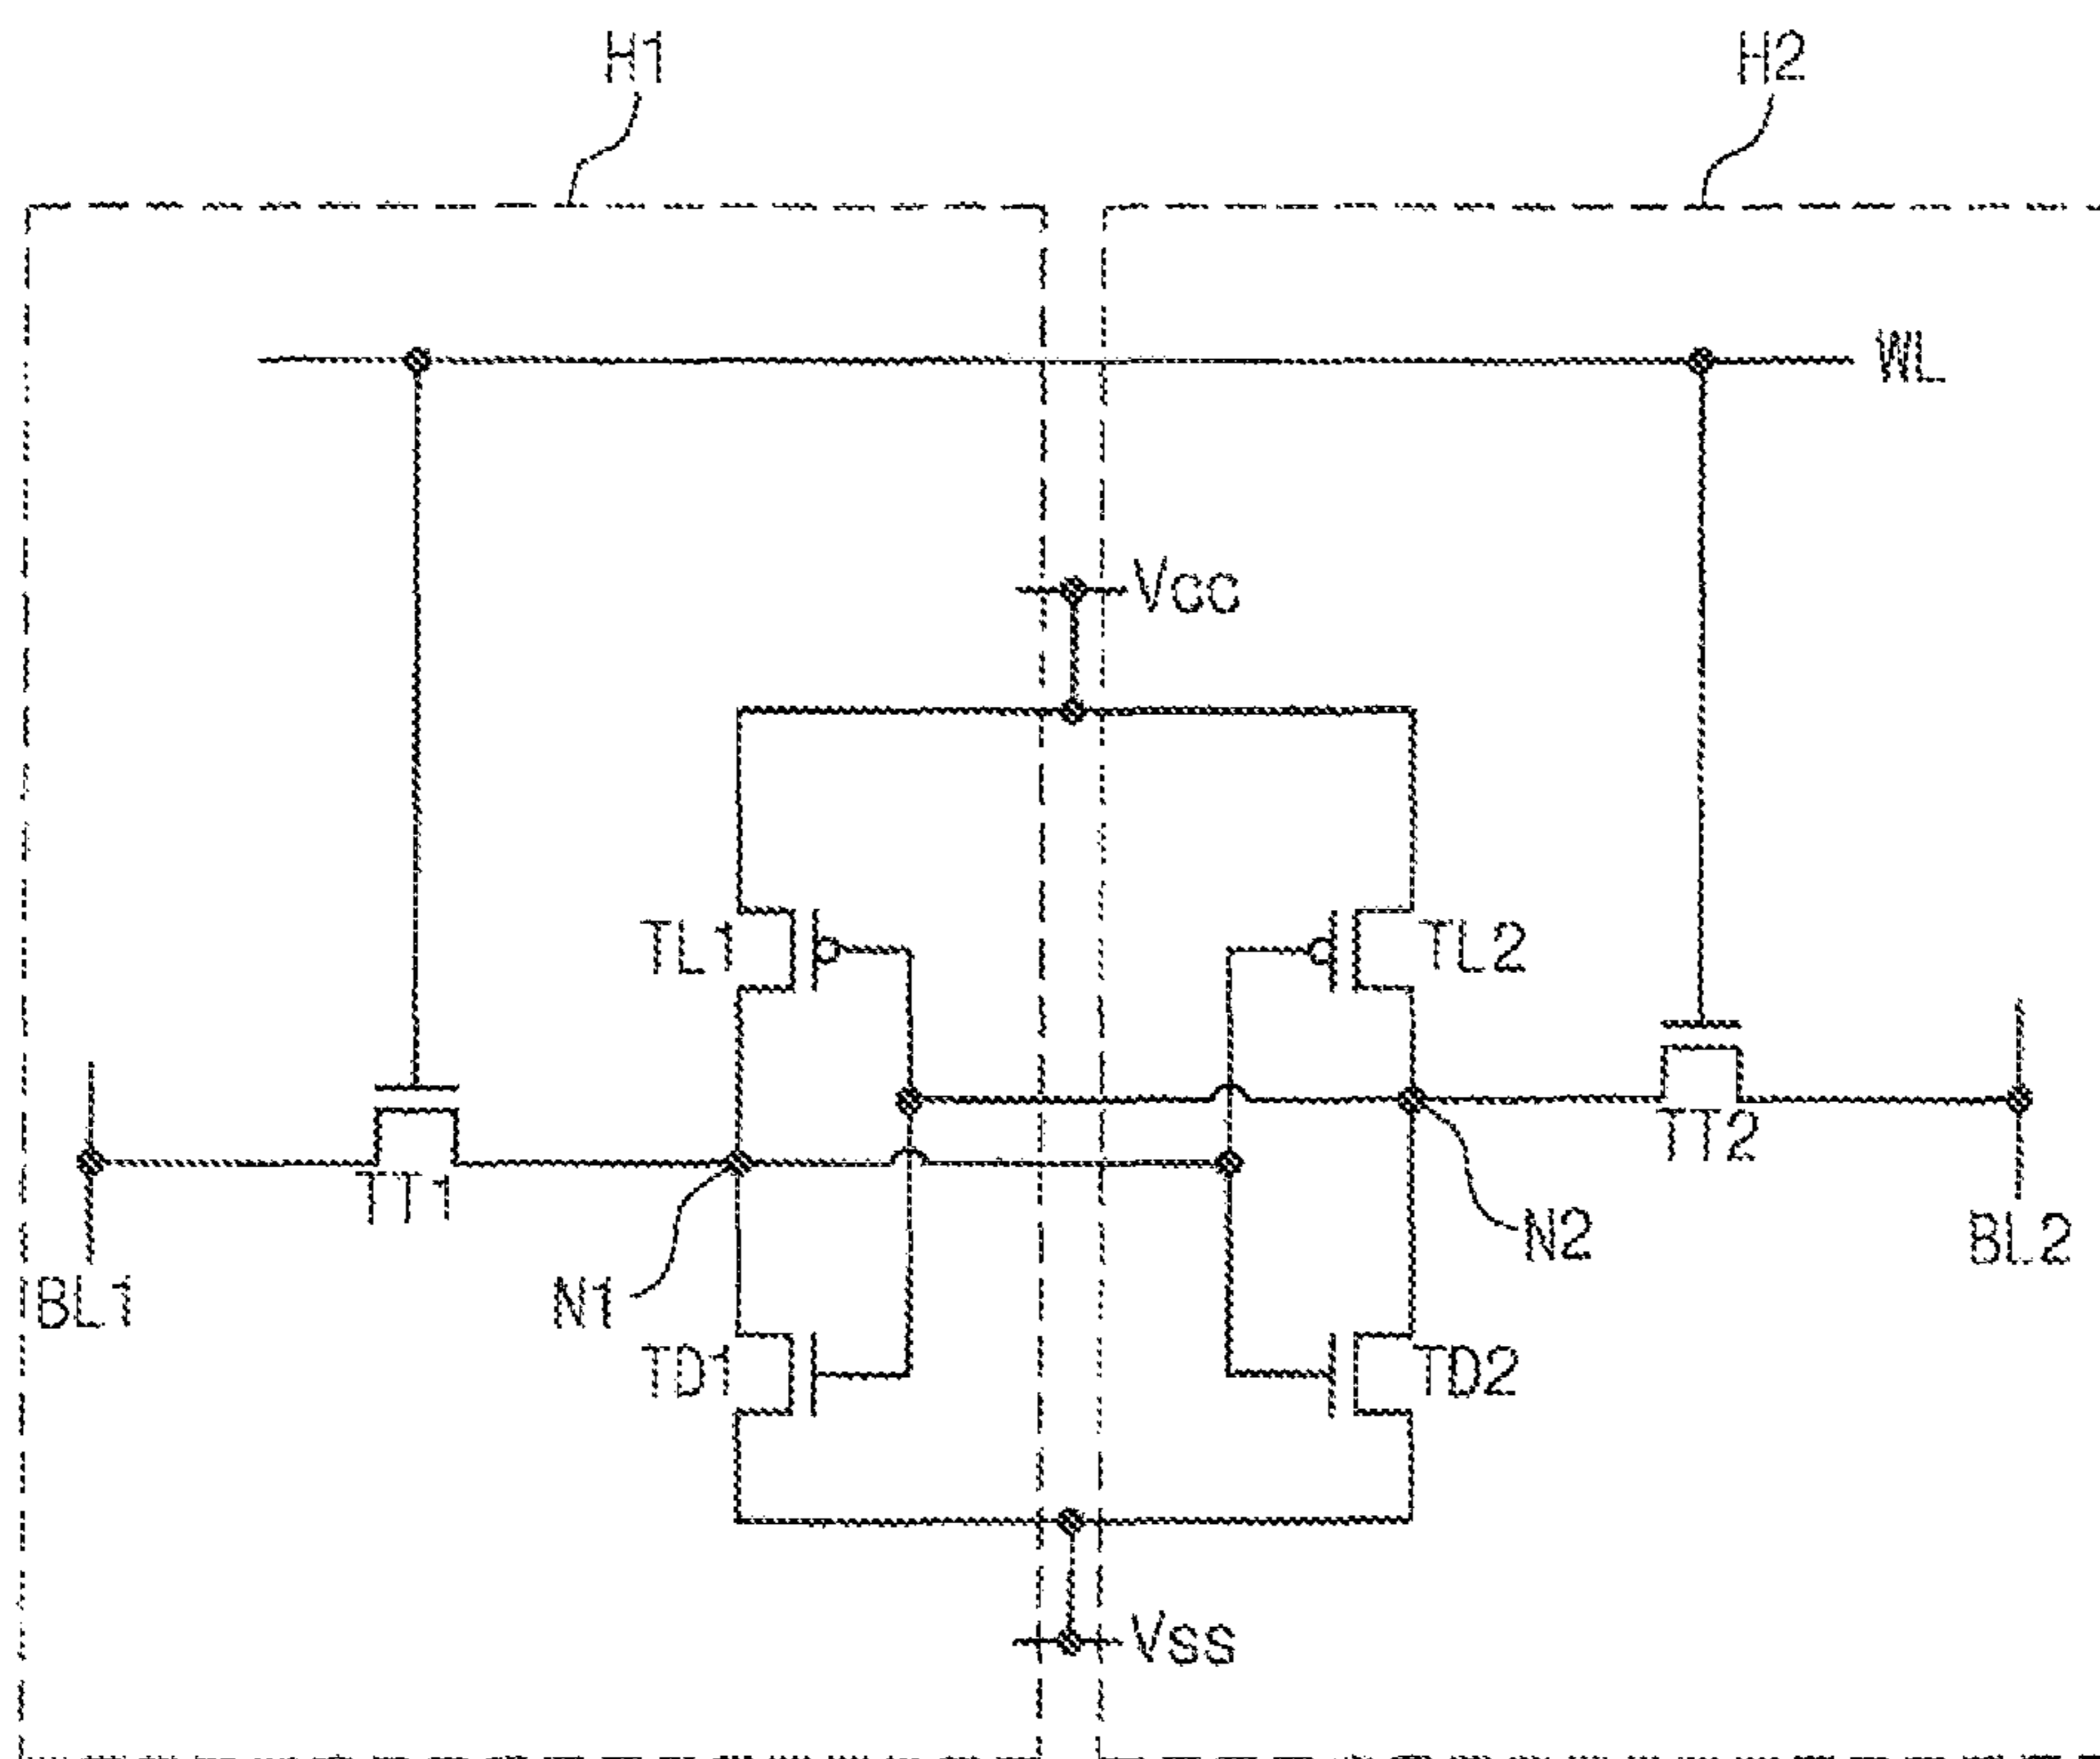 H1
H2
WL
Vcc
TL1
TL2
TT1
TT2
N1
N2
BL1
BL2
TD1
TD2
Vss